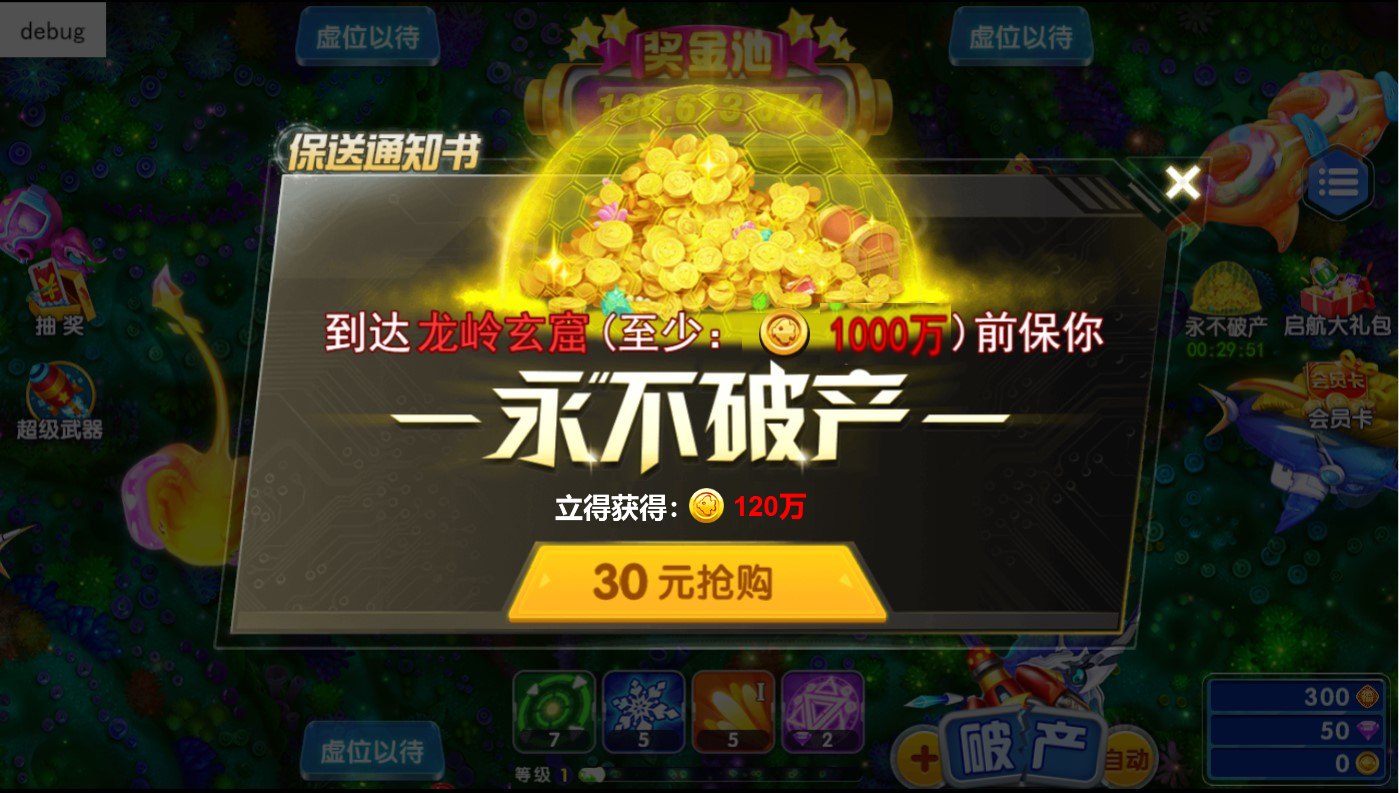 debug
虚位以待
奖金池
虚位以待
保送通知书
到达龙岭玄窟(至少: 1000万)前保你
永不破产
立得获得: 120万
30元抢购
抽奖
超级武器
永不破产
00:29:51
启航大礼包
会员卡
会员卡
虚位以待
7
5
I
5
2
等级 1
破产
自动
300
50
0